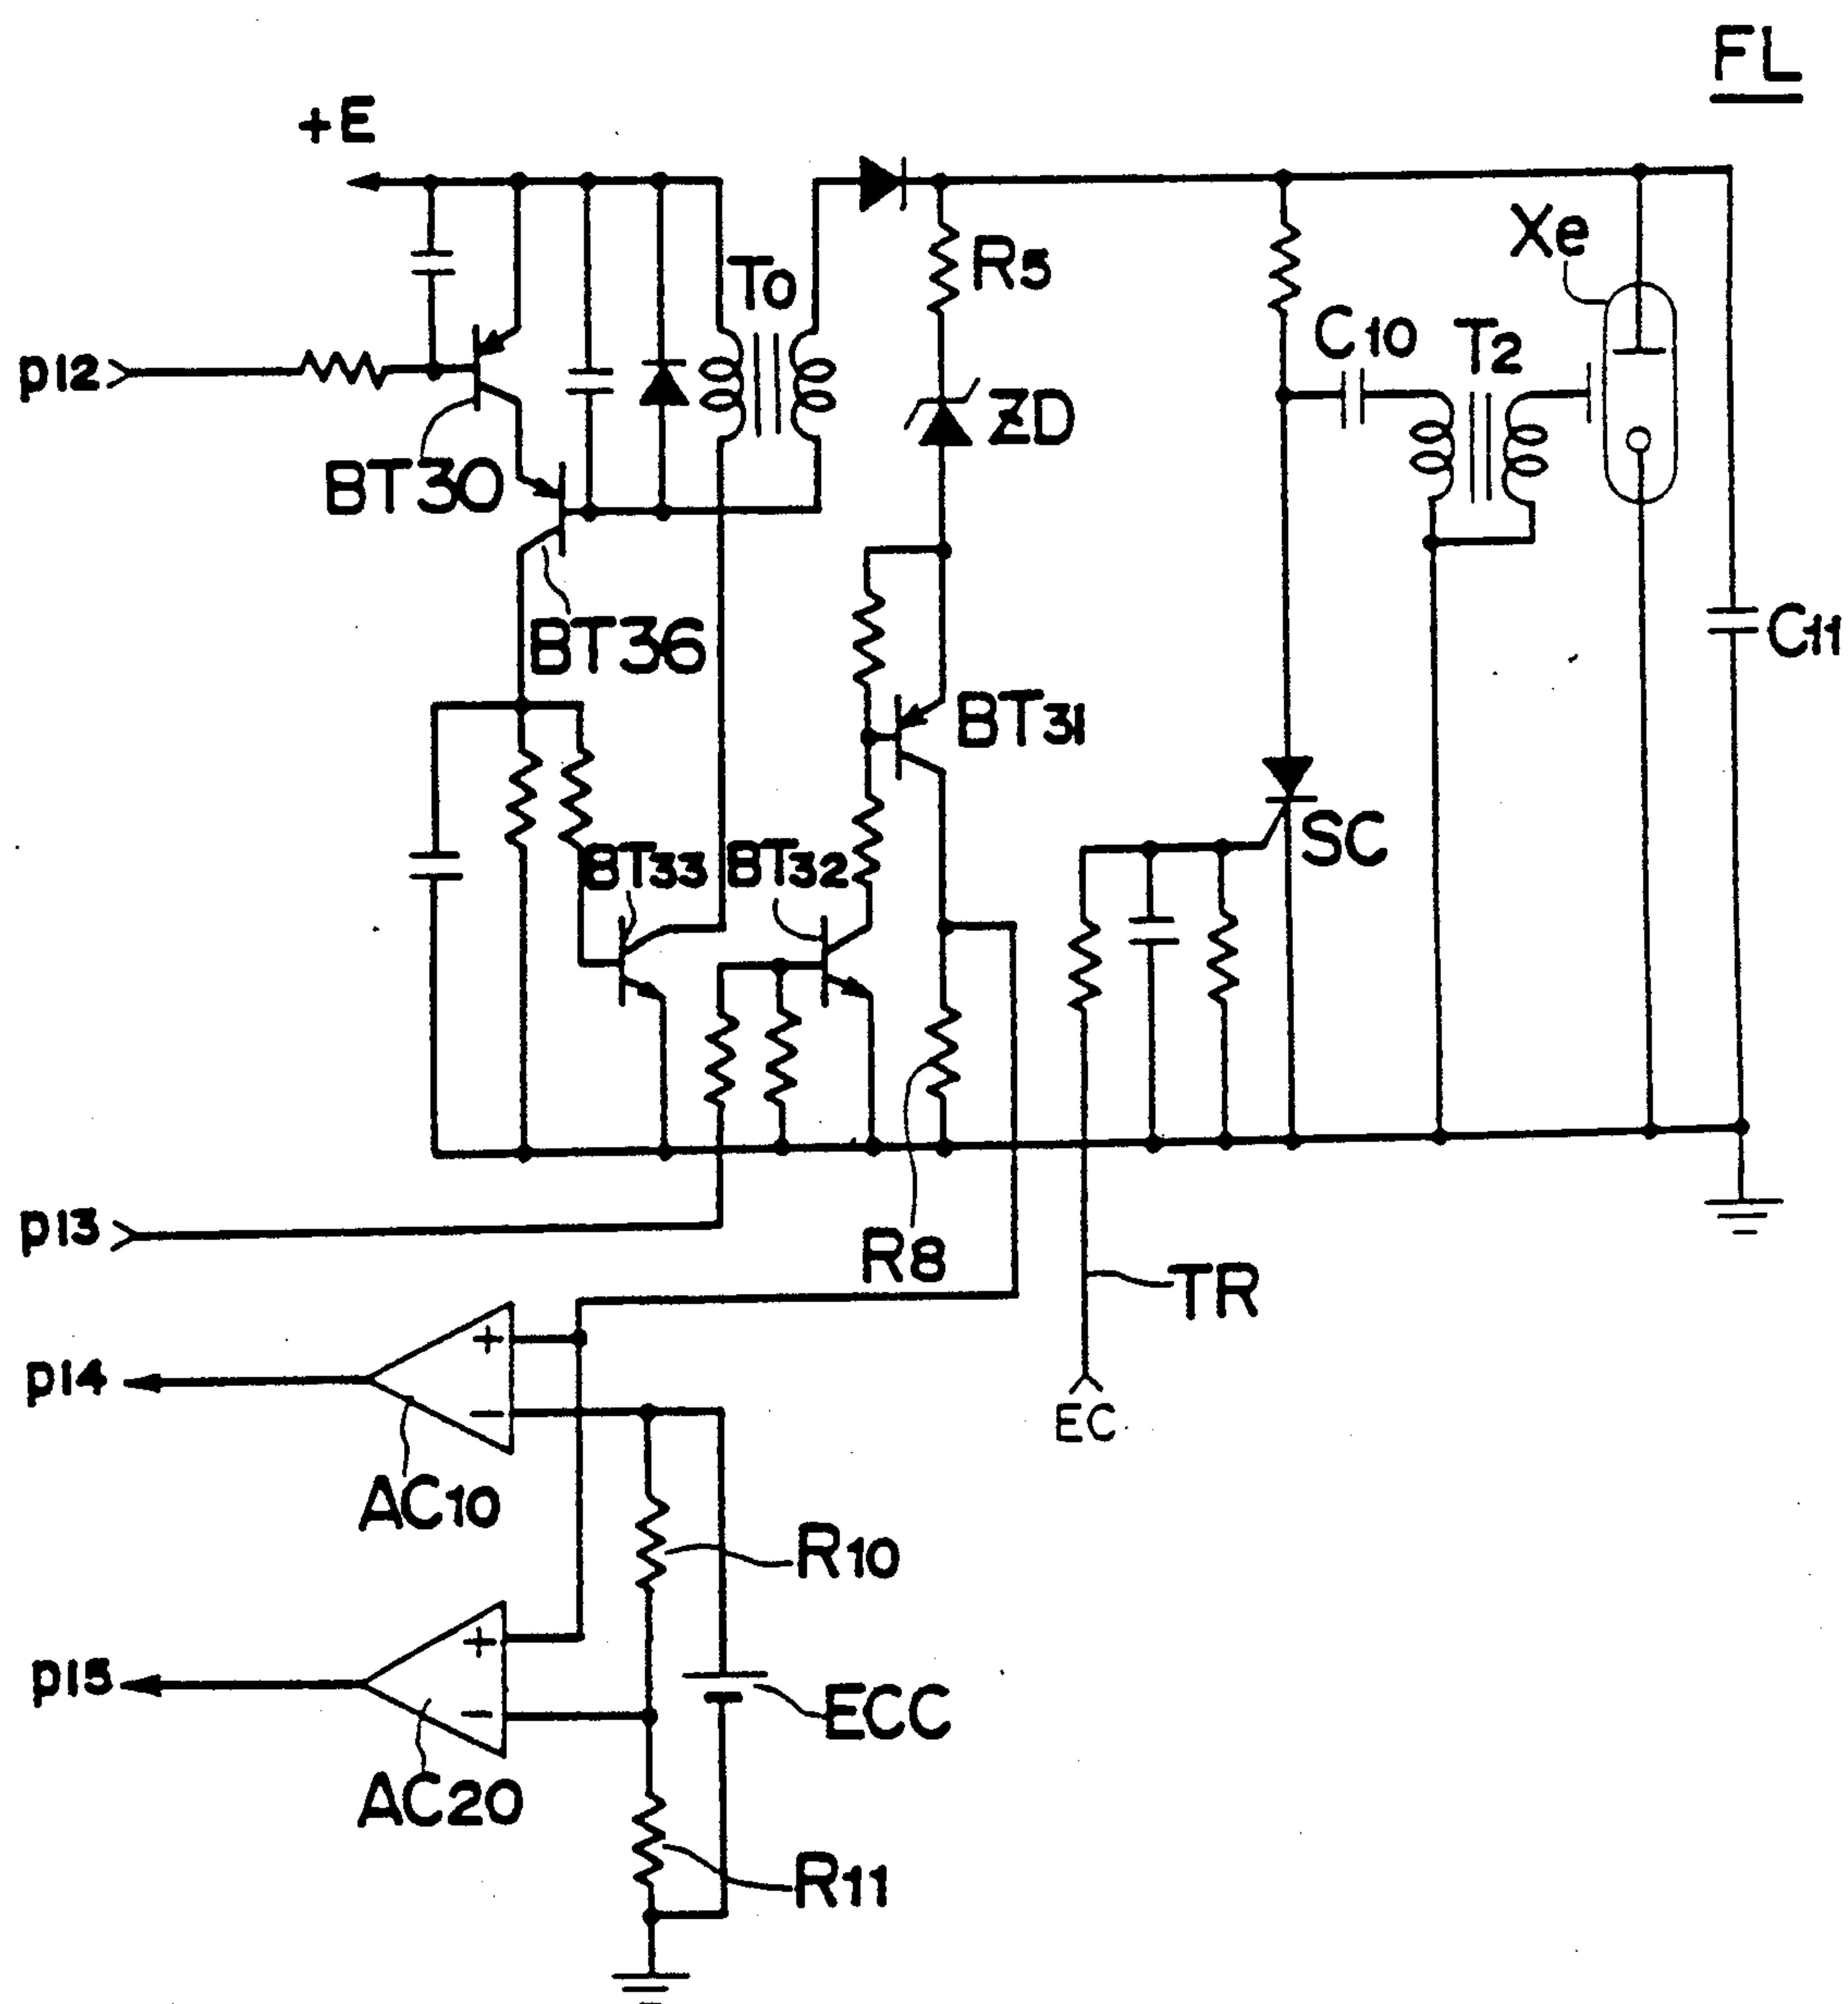 FL
+E
Xe
To
R5
C10
T2
p12
ZD
BT30
C11
BT36
BT31
SC
BT33
BT32
p13
R8
TR
+
p14
−
EC
AC10
R10
+
p15
−
ECC
AC20
R11